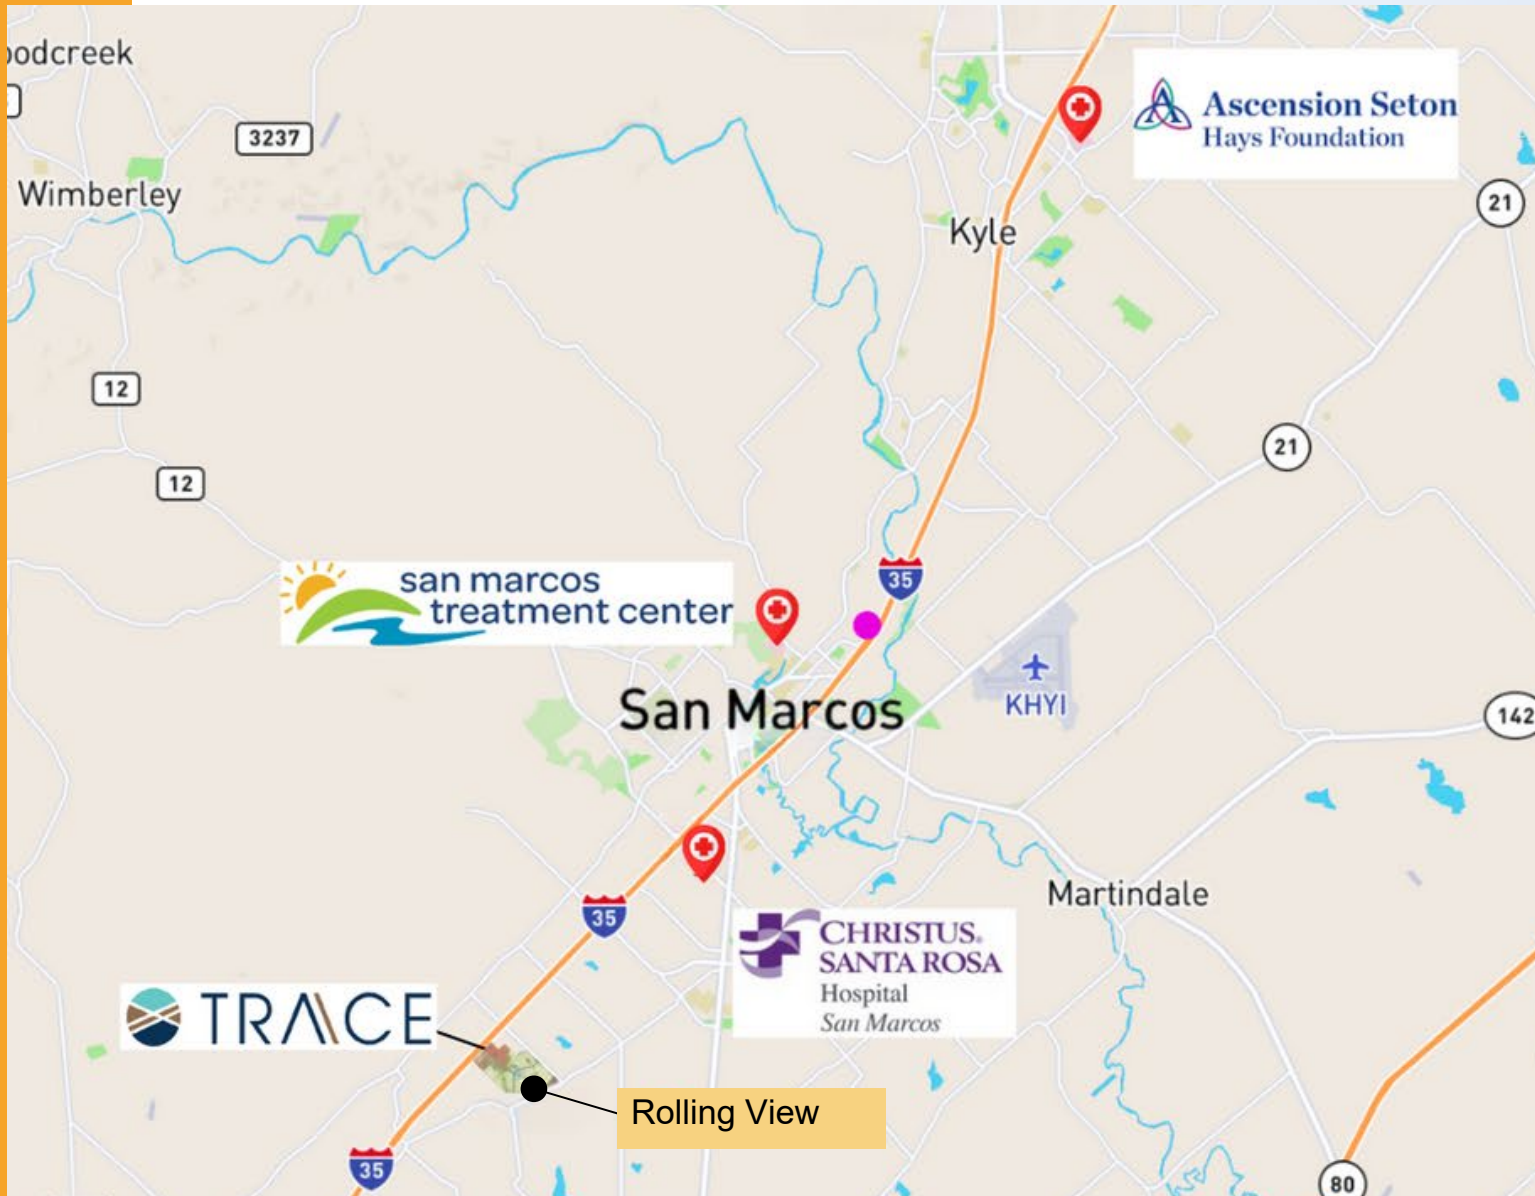 oodcreek
3237
Ascension Seton
Hays Foundation
Wimberley
21
Kyle
12
21
12
san marcos
treatment center
35
San Marcos
KHYI
142
35
Martindale
CHRISTUS®
SANTA ROSA
Hospital
San Marcos
TRACE
Rolling View
35
80